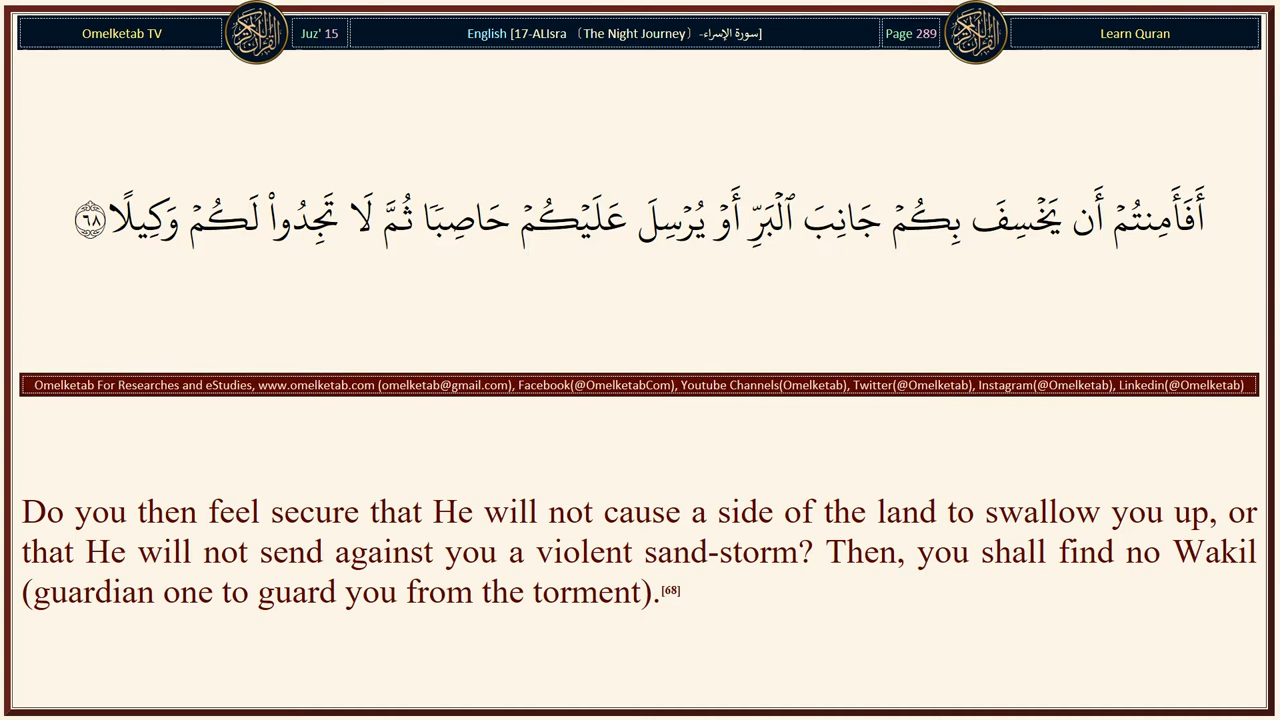 Omelketab TV
Juz' 15
English [17-ALIsra 〔The Night Journey〕 -سورة الإسراء]
Page 289
Learn Quran
أَفَأَمِنتُمۡ أَن يَخۡسِفَ بِكُمۡ جَانِبَ ٱلۡبَرِّ أَوۡ يُرۡسِلَ عَلَيۡكُمۡ حَاصِبٗا ثُمَّ لَا تَجِدُواْ لَكُمۡ وَكِيلًا ٦٨
Omelketab For Researches and eStudies, www.omelketab.com (omelketab@gmail.com), Facebook(@OmelketabCom), Youtube Channels(Omelketab), Twitter(@Omelketab), Instagram(@Omelketab), Linkedin(@Omelketab)
Do you then feel secure that He will not cause a side of the land to swallow you up, or
that He will not send against you a violent sand-storm? Then, you shall find no Wakil
(guardian one to guard you from the torment).[68]